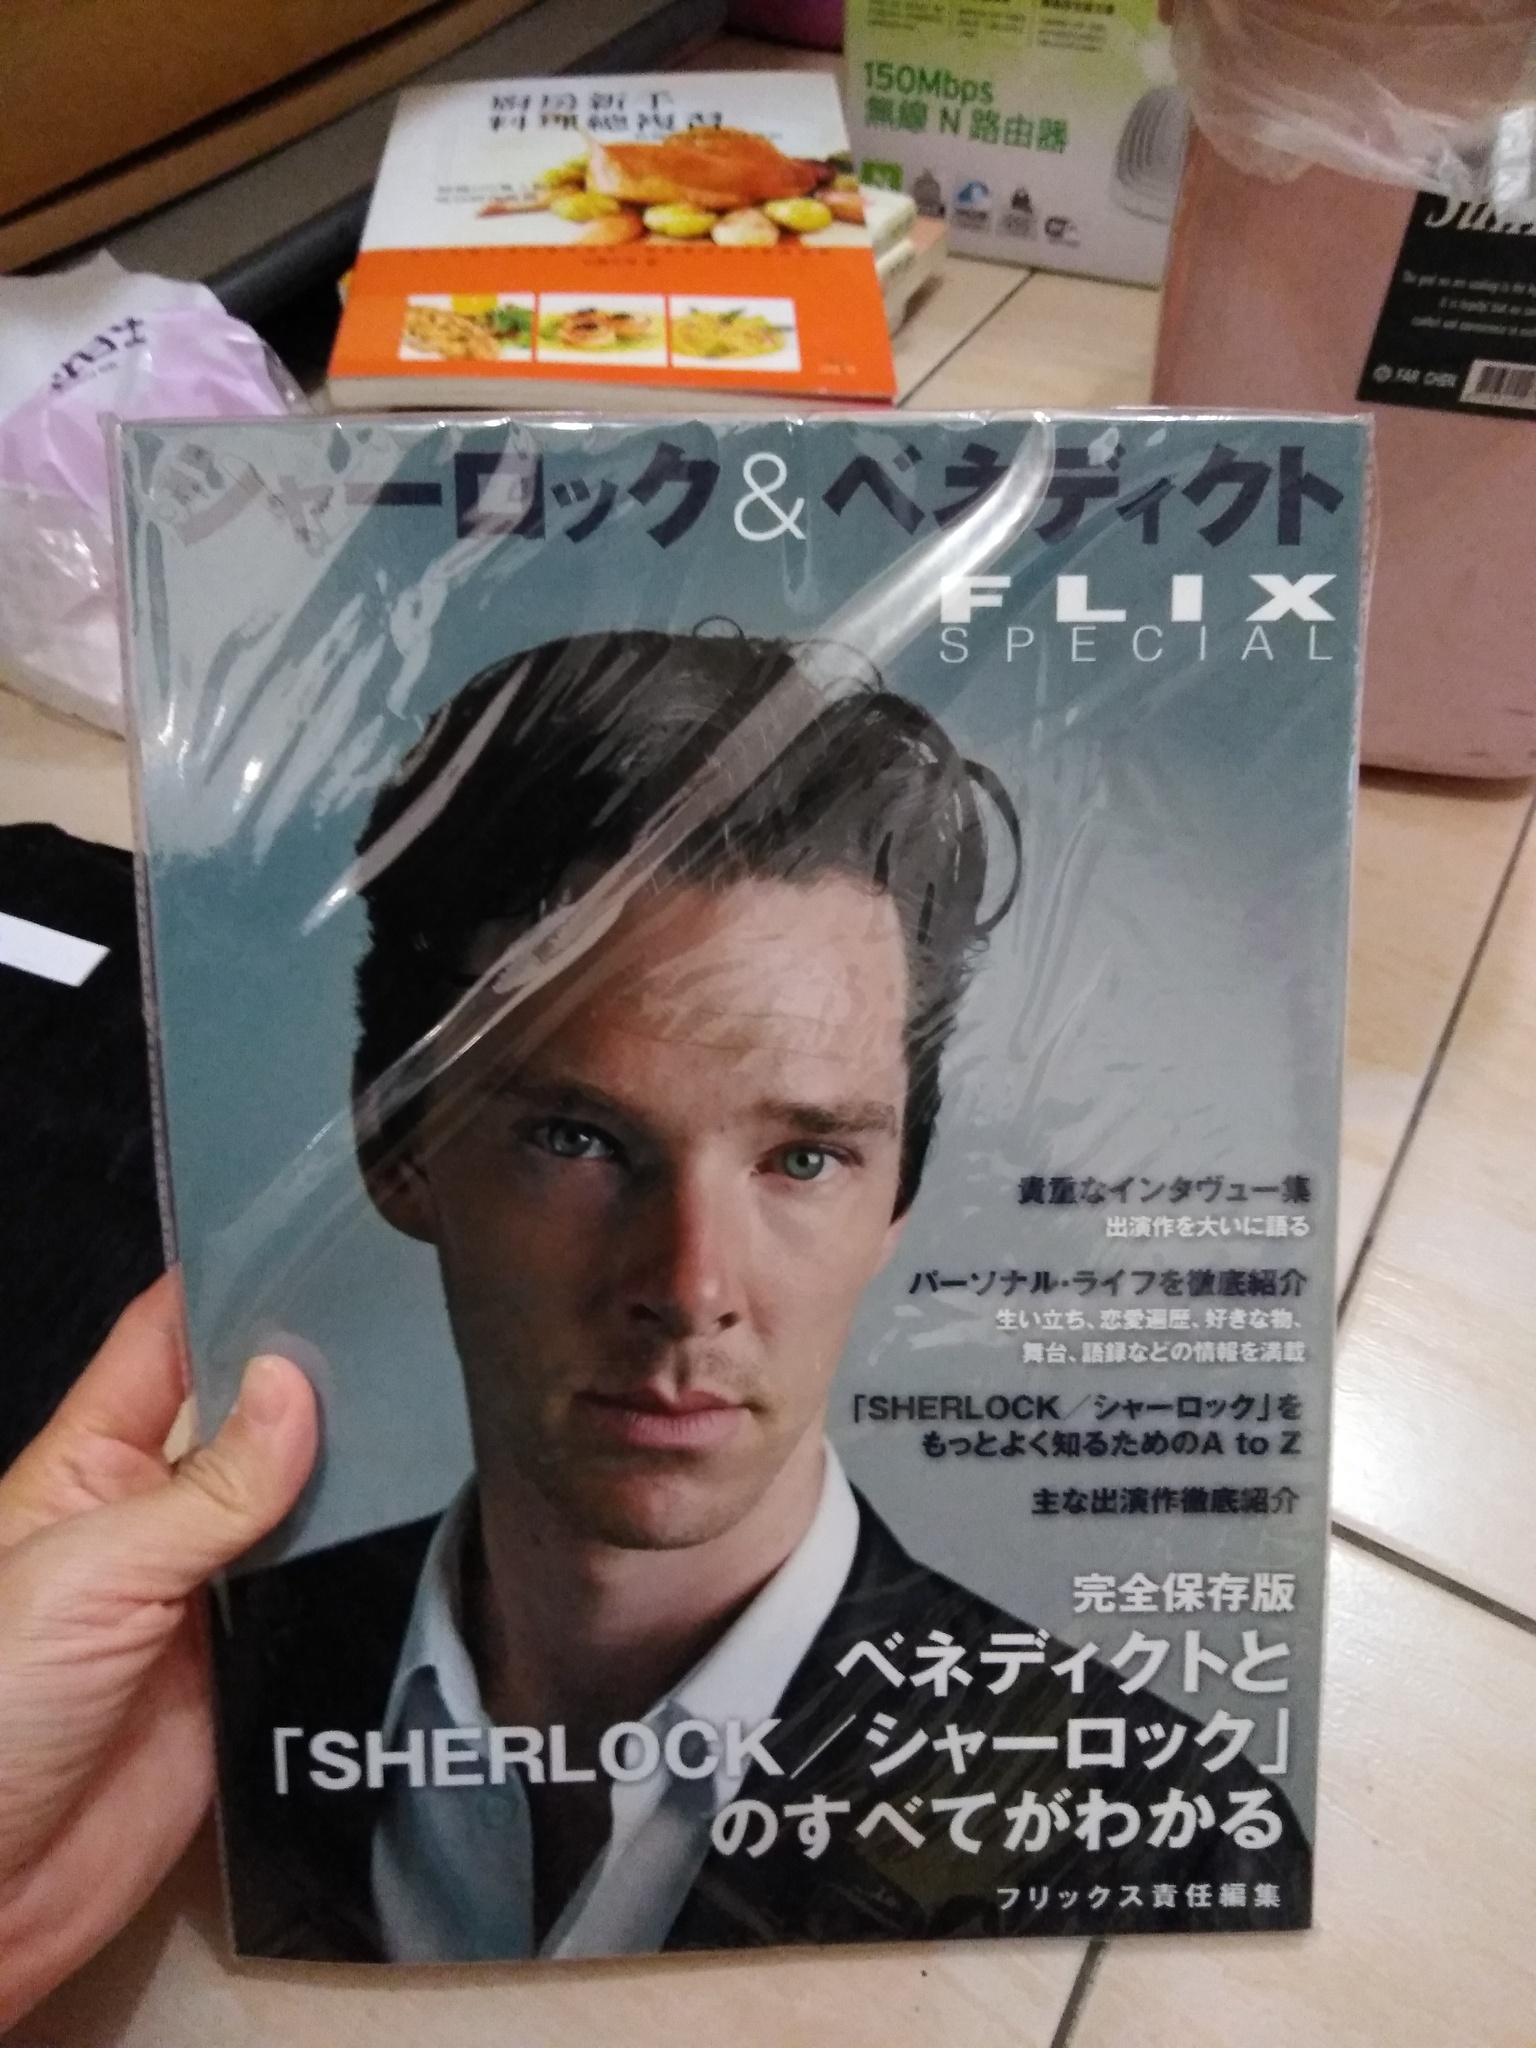 150Mbps
無線 N 路由器
FAR CHEN
シャーロック&ベネディクト
FLIX
SPECIAL
貴重なインタヴュー集
出演作を大いに語る
パーソナル・ライフを徹底紹介
生い立ち、恋愛遍歴、好きな物、
舞台、語録などの情報を満載
「SHERLOCK/シャーロック」を
もっとよく知るためのA to Z
主な出演作徹底紹介
完全保存版
ベネディクトと
「SHERLOCK/シャーロック」
のすべてがわかる
フリックス責任編集